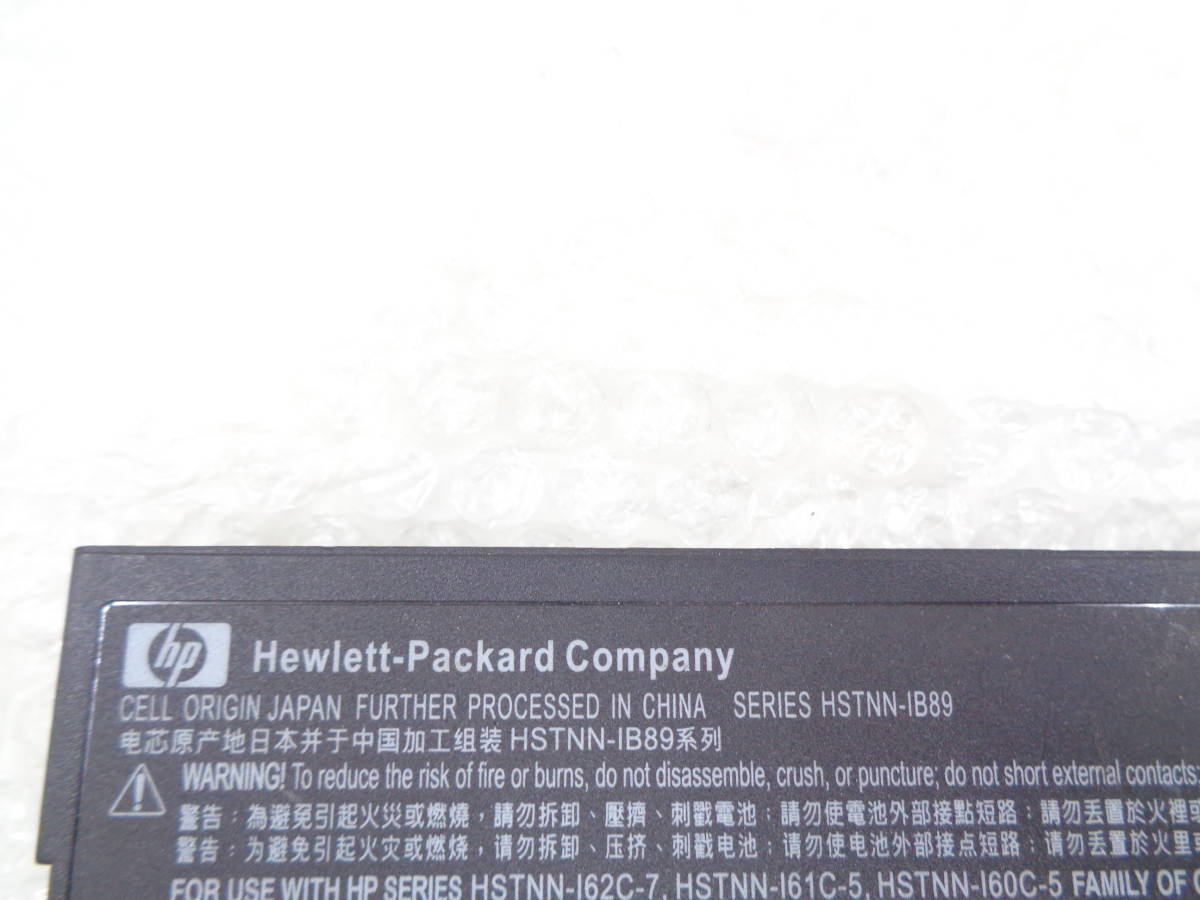 hp Hewlett-Packard Company
CELL ORIGIN JAPAN FURTHER PROCESSED IN CHINA SERIES HSTNN-IB89
电芯原产地日本并于中国加工组装 HSTNN-IB89系列
WARNING! To reduce the risk of fire or burns, do not disassemble, crush, or puncture; do not short external contacts;
警告：為避免引起火災或燃燒，請勿拆卸、壓擠、刺戳電池；請勿使電池外部接點短路；請勿丟置於火裡
警告：为避免引起火灾或燃烧，请勿拆卸、压挤、刺戳电池；请勿使电池外部接点短路；请勿丢置於火里
FOR USE WITH HP SERIES HSTNN-I62C-7, HSTNN-I61C-5, HSTNN-I60C-5 FAMILY OF